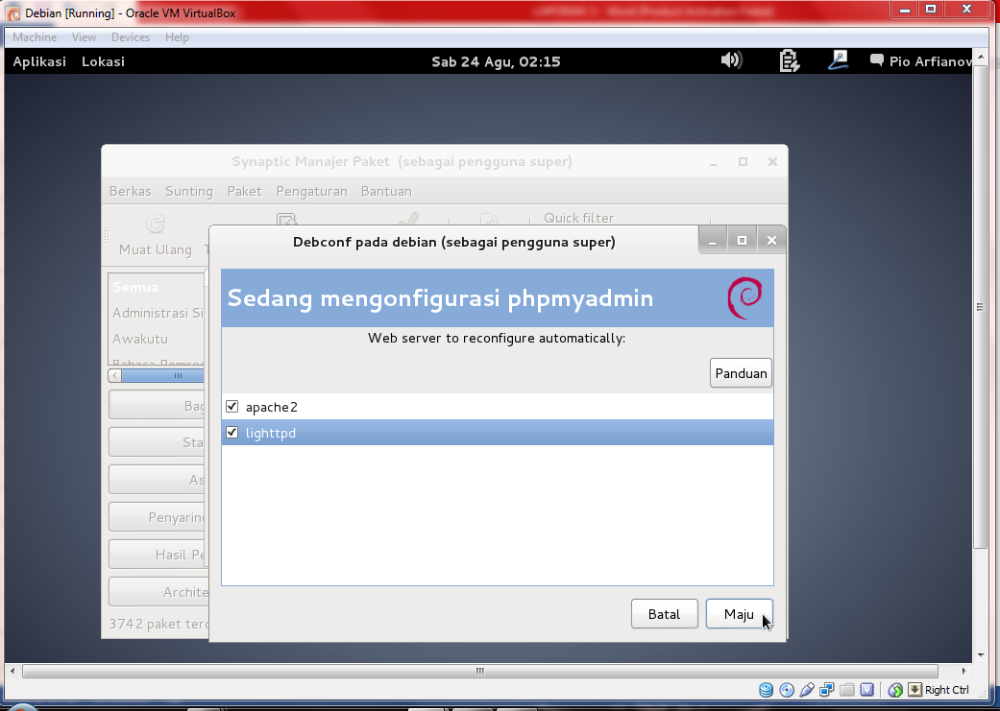 Debian [Running] - Oracle VM VirtualBox
Machine View Devices Help
Aplikasi Lokasi Sab 24 Agu, 02:15 Pio Arfianov
Synaptic Manajer Paket (sebagai pengguna super)
Berkas Sunting Paket Pengaturan Bantuan
Quick filter
Muat Ulang T
Debconf pada debian (sebagai pengguna super)
Semua
Administrasi Si
Awakutu
Sedang mengonfigurasi phpmyadmin
Web server to reconfigure automatically:
Panduan
apache2
lighttpd
Bag
Sta
As
Penyarin
Hasil Pe
Archite
3742 paket terd
Batal Maju
Right Ctrl